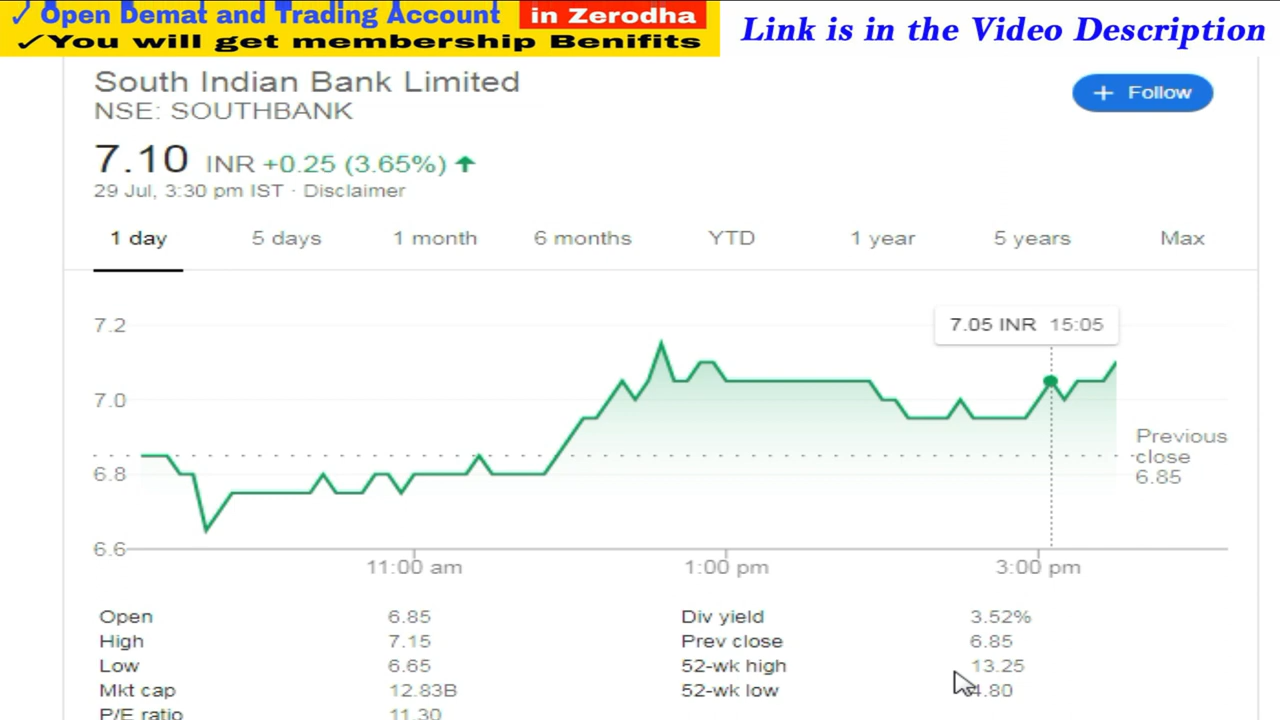 ✓ Open Demat and Trading Account in Zerodha
✓You will get membership Benifits
Link is in the Video Description
South Indian Bank Limited
NSE: SOUTHBANK
+ Follow
7.10 INR +0.25 (3.65%) ↑
29 Jul, 3:30 pm IST · Disclaimer
1 day 5 days 1 month 6 months YTD 1 year 5 years Max
7.05 INR 15:05
7.2
7.0
6.8
6.6
Previous
close
6.85
11:00 am 1:00 pm 3:00 pm
Open 6.85 Div yield 3.52%
High 7.15 Prev close 6.85
Low 6.65 52-wk high 13.25
Mkt cap 12.83B 52-wk low 4.80
P/E ratio 11.30